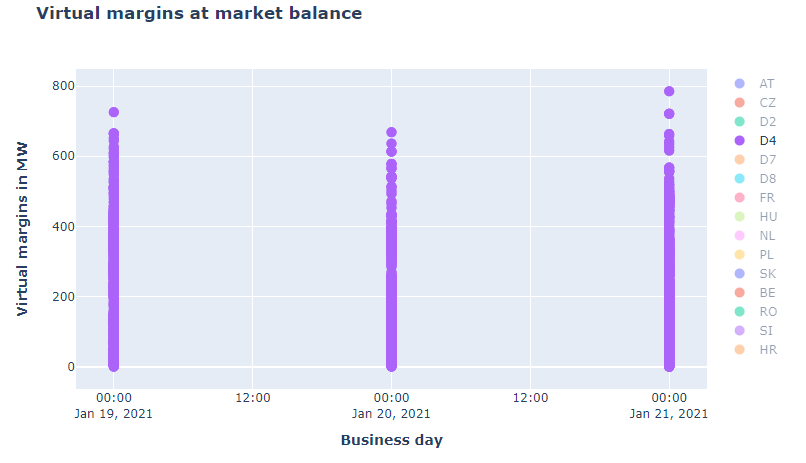 Virtual margins at market balance
Virtual margins in MW
800
600
400
200
0
00:00
Jan 19, 2021
12:00
00:00
Jan 20, 2021
12:00
00:00
Jan 21, 2021
Business day
AT
CZ
D2
D4
D7
D8
FR
HU
NL
PL
SK
BE
RO
SI
HR